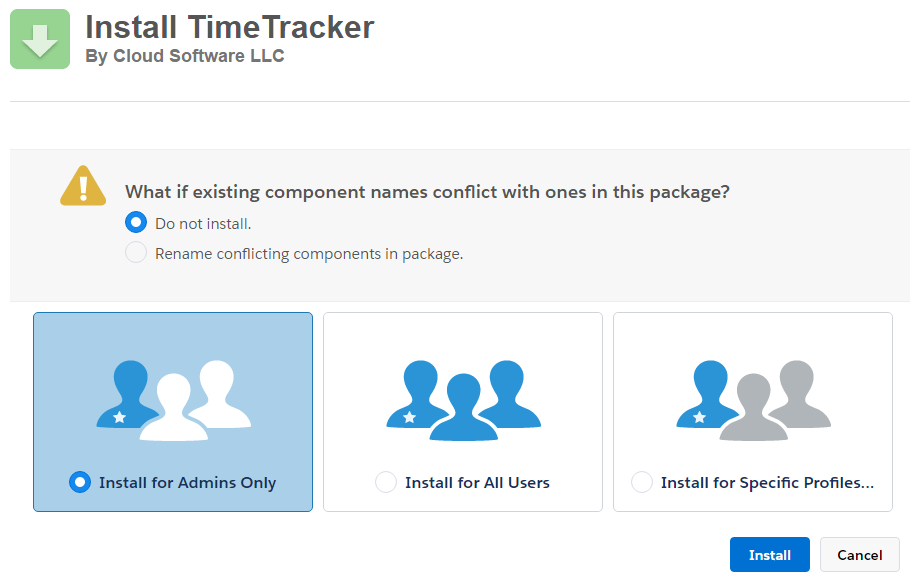 Install TimeTracker
By Cloud Software LLC
What if existing component names conflict with ones in this package?
Do not install.
Rename conflicting components in package.
Install for Admins Only
Install for All Users
Install for Specific Profiles...
Install
Cancel